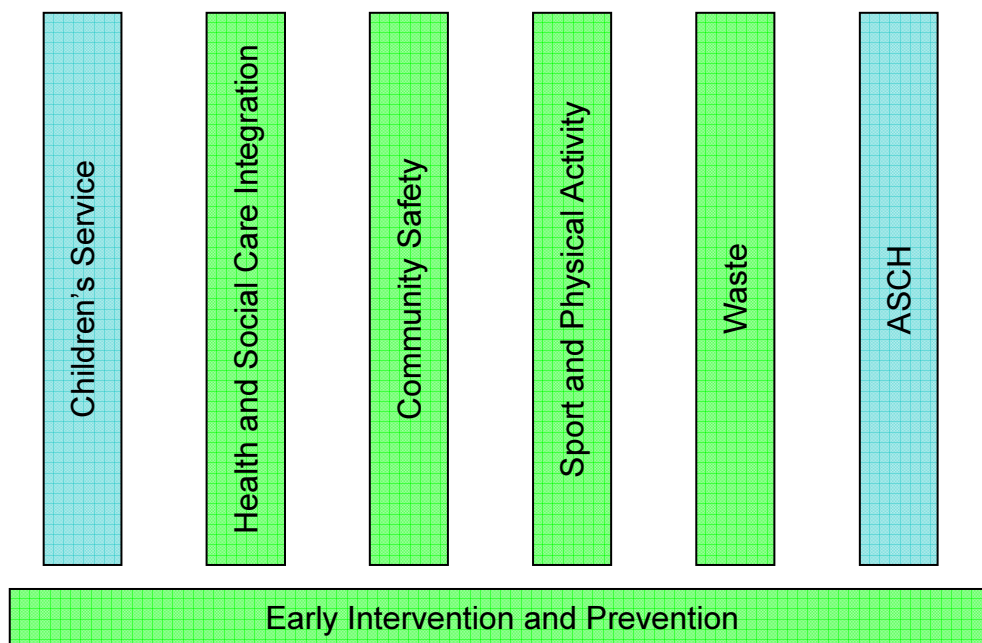 Children’s Service
Health and Social Care Integration
Community Safety
Sport and Physical Activity
Waste
ASCH
Early Intervention and Prevention